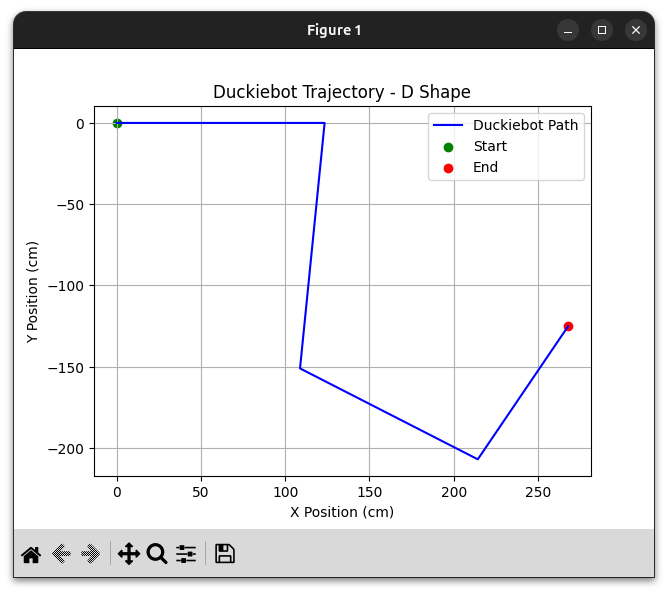 Figure 1
Duckiebot Trajectory - D Shape
Duckiebot Path
Start
End
0
−50
−100
−150
−200
Y Position (cm)
0 50 100 150 200 250
X Position (cm)